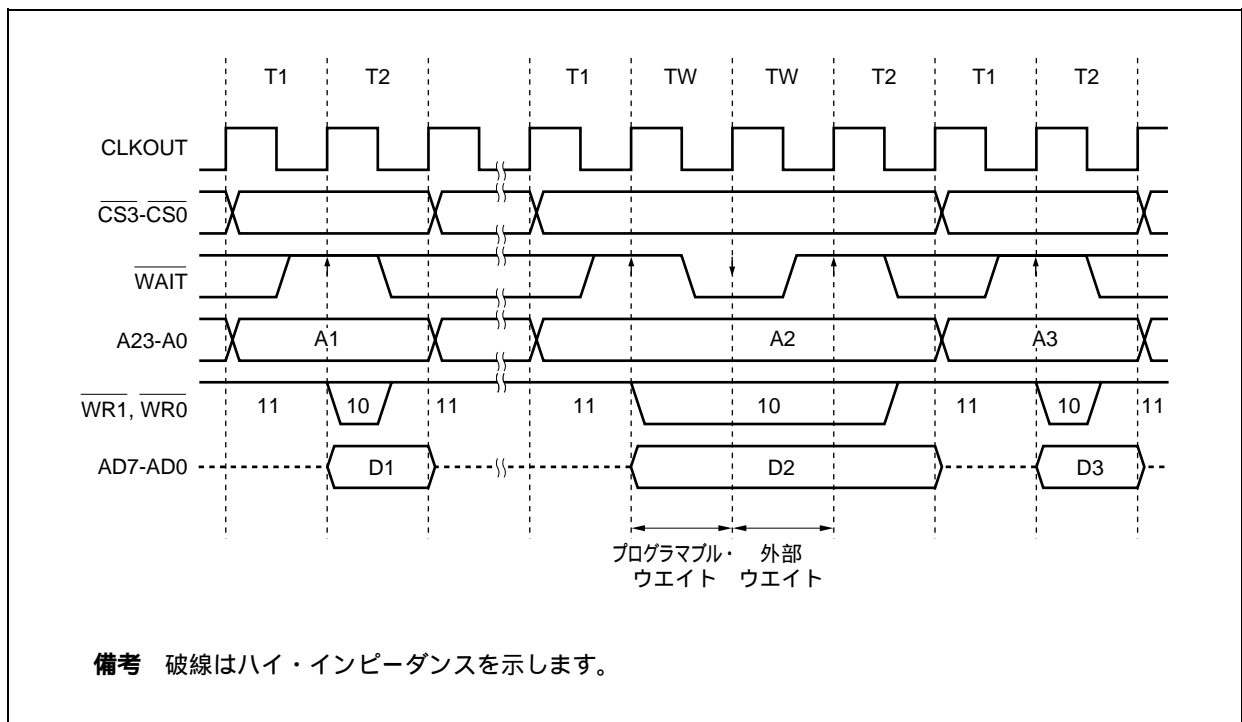 T1 T2 T1 TW TW T2 T1 T2
CLKOUT
CS3-CS0
WAIT
A23-A0 A1 A2 A3
WR1, WR0 11 10 11 11 10 11 10 11
AD7-AD0 D1 D2 D3
プログラマブル・ 外部
ウエイト ウエイト
備考 破線はハイ・インピーダンスを示します。